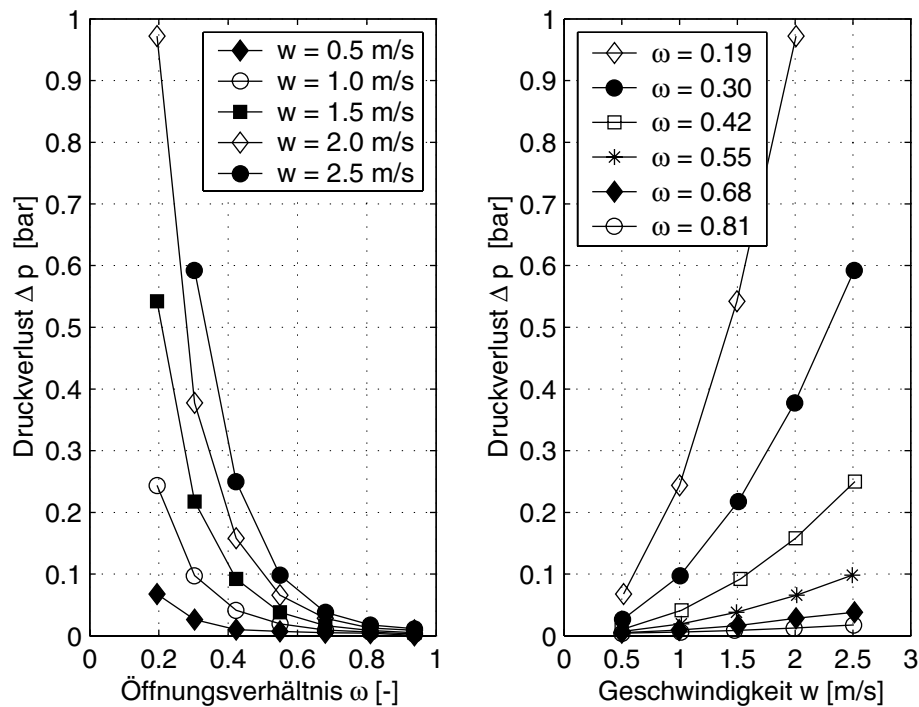 1
0.9
0.8
0.7
0.6
0.5
0.4
0.3
0.2
0.1
0
Druckverlust Δ p [bar]
w = 0.5 m/s
w = 1.0 m/s
w = 1.5 m/s
w = 2.0 m/s
w = 2.5 m/s
0 0.2 0.4 0.6 0.8 1
Öffnungsverhältnis ω [-]
1
0.9
0.8
0.7
0.6
0.5
0.4
0.3
0.2
0.1
0
Druckverlust Δ p [bar]
ω = 0.19
ω = 0.30
ω = 0.42
ω = 0.55
ω = 0.68
ω = 0.81
0 0.5 1 1.5 2 2.5 3
Geschwindigkeit w [m/s]